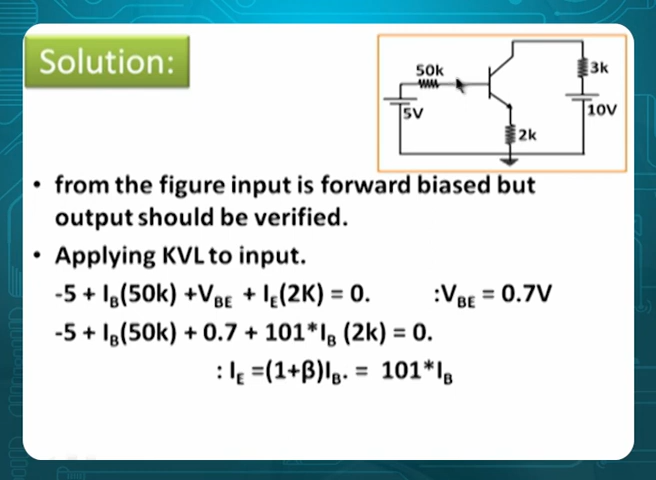 Solution:
50k
3k
5V
10V
2k
• from the figure input is forward biased but
output should be verified.
• Applying KVL to input.
-5 + I_B(50k) +V_BE + I_E(2K) = 0. :V_BE = 0.7V
-5 + I_B(50k) + 0.7 + 101*I_B (2k) = 0.
: I_E =(1+β)I_B. = 101*I_B